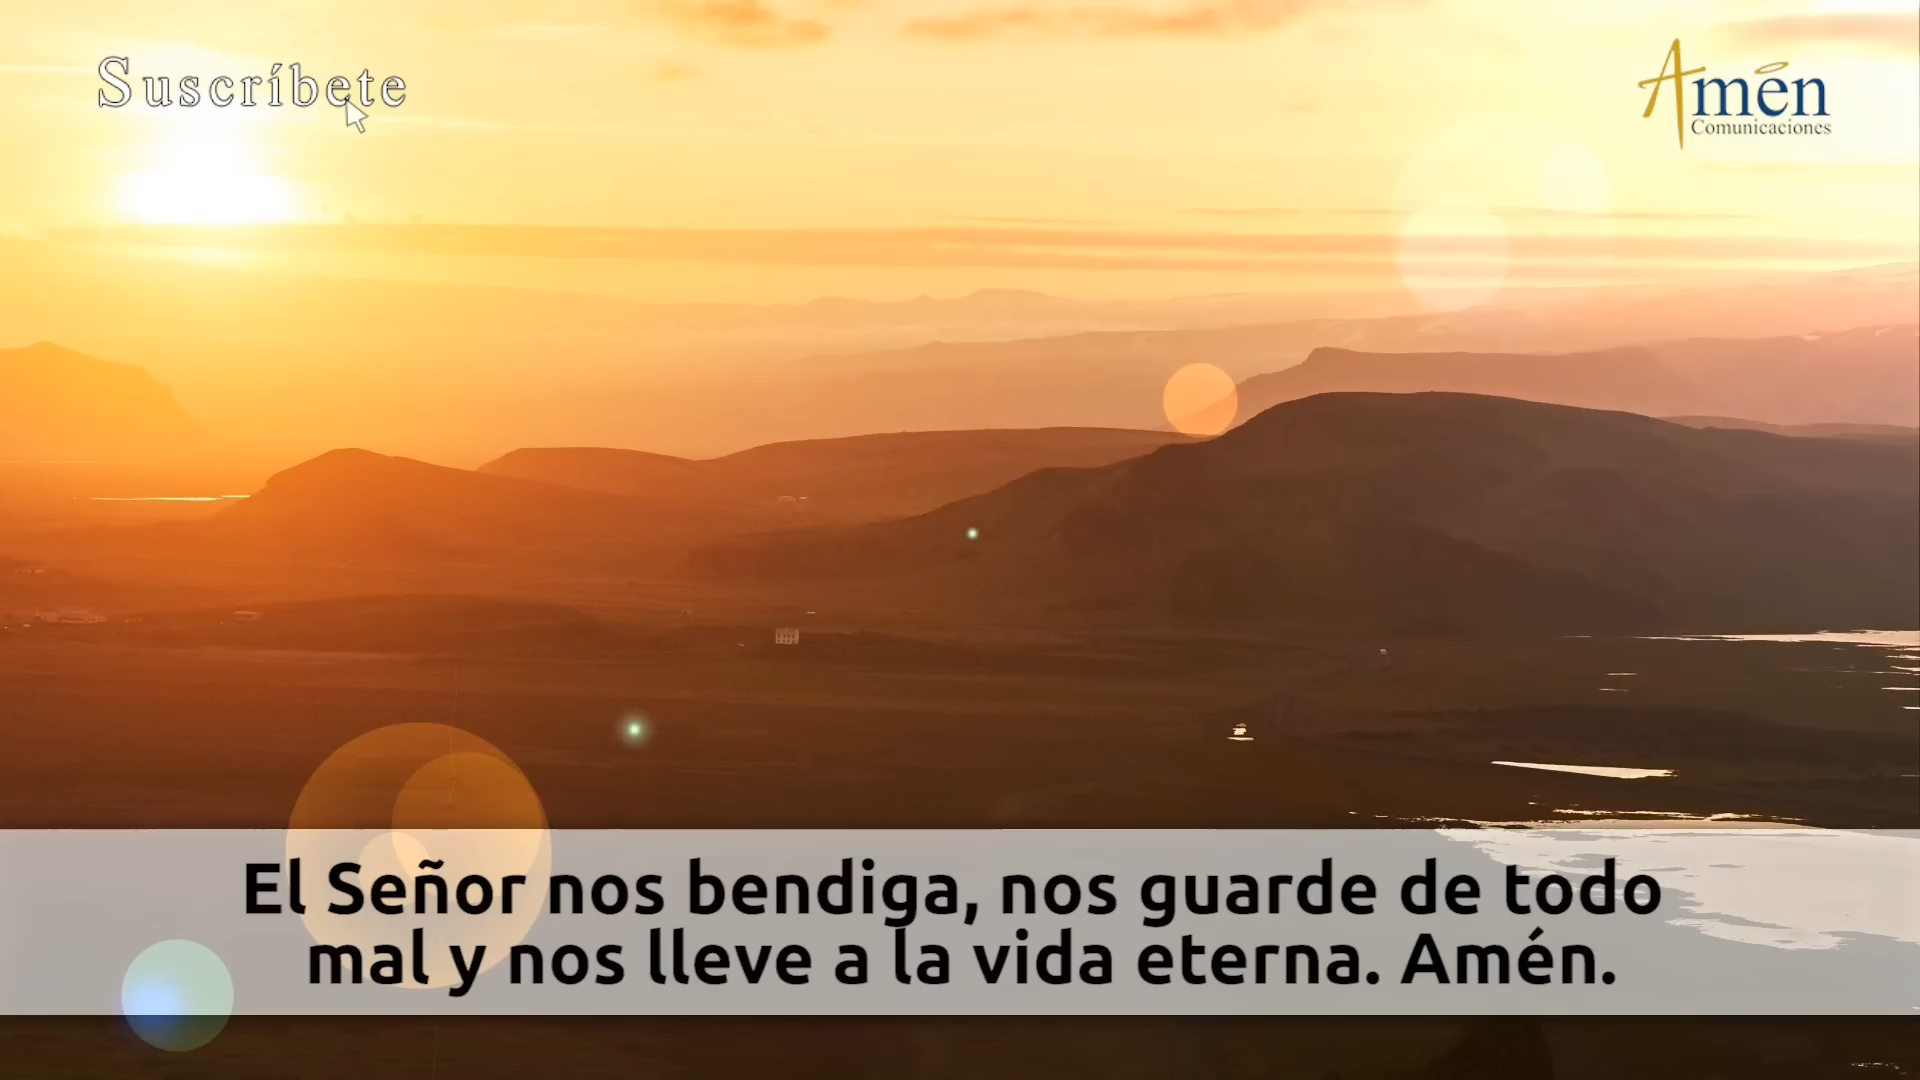 Suscríbete
Amén
Comunicaciones
El Señor nos bendiga, nos guarde de todo
mal y nos lleve a la vida eterna. Amén.